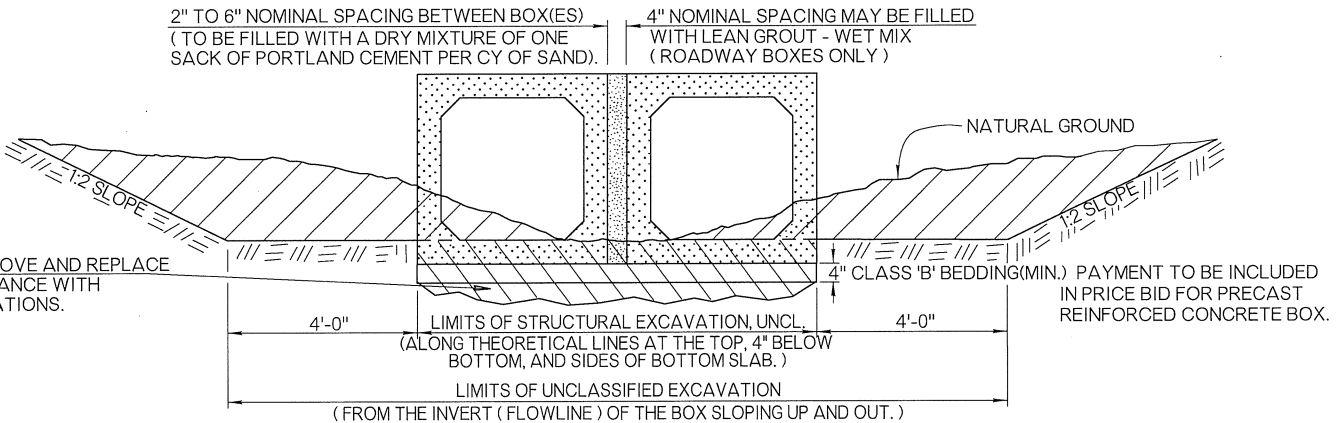 2" TO 6" NOMINAL SPACING BETWEEN BOX(ES)
( TO BE FILLED WITH A DRY MIXTURE OF ONE
SACK OF PORTLAND CEMENT PER CY OF SAND).
4" NOMINAL SPACING MAY BE FILLED
WITH LEAN GROUT - WET MIX
( ROADWAY BOXES ONLY )
NATURAL GROUND
1:2 SLOPE
1:2 SLOPE
OVE AND REPLACE
ANCE WITH
ATIONS.
4" CLASS 'B' BEDDING(MIN.) PAYMENT TO BE INCLUDED
IN PRICE BID FOR PRECAST
REINFORCED CONCRETE BOX.
4'-0"
LIMITS OF STRUCTURAL EXCAVATION, UNCL.
(ALONG THEORETICAL LINES AT THE TOP, 4" BELOW
BOTTOM, AND SIDES OF BOTTOM SLAB. )
4'-0"
LIMITS OF UNCLASSIFIED EXCAVATION
( FROM THE INVERT ( FLOWLINE ) OF THE BOX SLOPING UP AND OUT. )